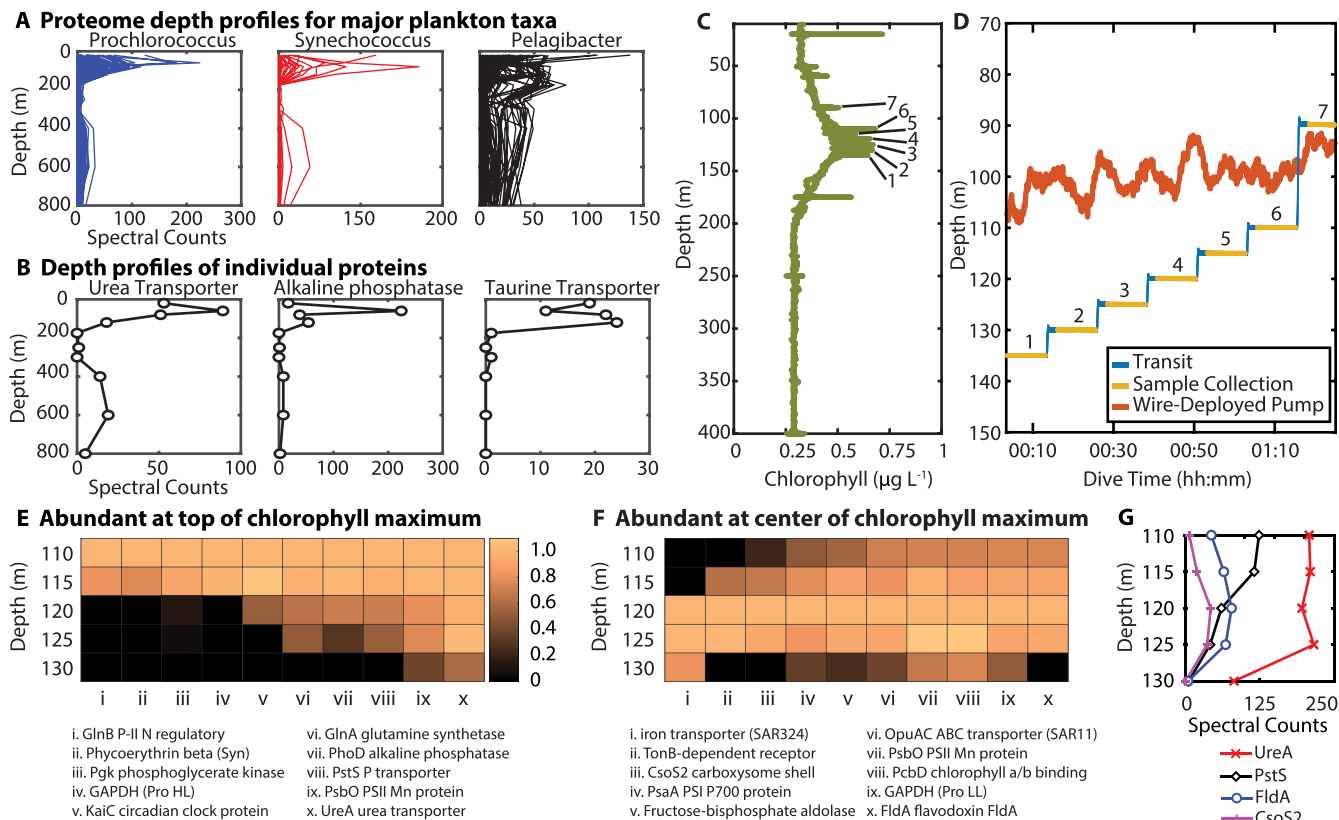 A Proteome depth profiles for major plankton taxa
Prochlorococcus Synechococcus Pelagibacter
Depth (m)
0
200
400
600
800
0 100 200 300
0 150 200
0 50 100 150
Spectral Counts
B Depth profiles of individual proteins
Urea Transporter Alkaline phosphatase Taurine Transporter
Depth (m)
0
200
400
600
800
0 50 100
0 100 200 300
0 10 20 30
Spectral Counts
C
Depth (m)
50
100
150
200
250
300
350
400
7
6
5
4
3
2
1
0 0.25 0.5 0.75 1
Chlorophyll (μg L⁻¹)
D
Depth (m)
70
80
90
100
110
120
130
140
150
1 2 3 4 5 6 7
Transit
Sample Collection
Wire-Deployed Pump
00:10 00:30 00:50 01:10
Dive Time (hh:mm)
E Abundant at top of chlorophyll maximum
Depth (m)
110
115
120
125
130
1.0
0.8
0.6
0.4
0.2
0
i ii iii iv v vi vii viii ix x
i. GlnB P-II N regulatory
ii. Phycoerythrin beta (Syn)
iii. Pgk phosphoglycerate kinase
iv. GAPDH (Pro HL)
v. KaiC circadian clock protein
vi. GlnA glutamine synthetase
vii. PhoD alkaline phosphatase
viii. PstS P transporter
ix. PsbO PSII Mn protein
x. UreA urea transporter
F Abundant at center of chlorophyll maximum
Depth (m)
110
115
120
125
130
i ii iii iv v vi vii viii ix x
i. iron transporter (SAR324)
ii. TonB-dependent receptor
iii. CsoS2 carboxysome shell
iv. PsaA PSI P700 protein
v. Fructose-bisphosphate aldolase
vi. OpuAC ABC transporter (SAR11)
vii. PsbO PSII Mn protein
viii. PcbD chlorophyll a/b binding
ix. GAPDH (Pro LL)
x. FldA flavodoxin FldA
G
Depth (m)
110
115
120
125
130
0 125 250
Spectral Counts
UreA
PstS
FldA
CsoS2